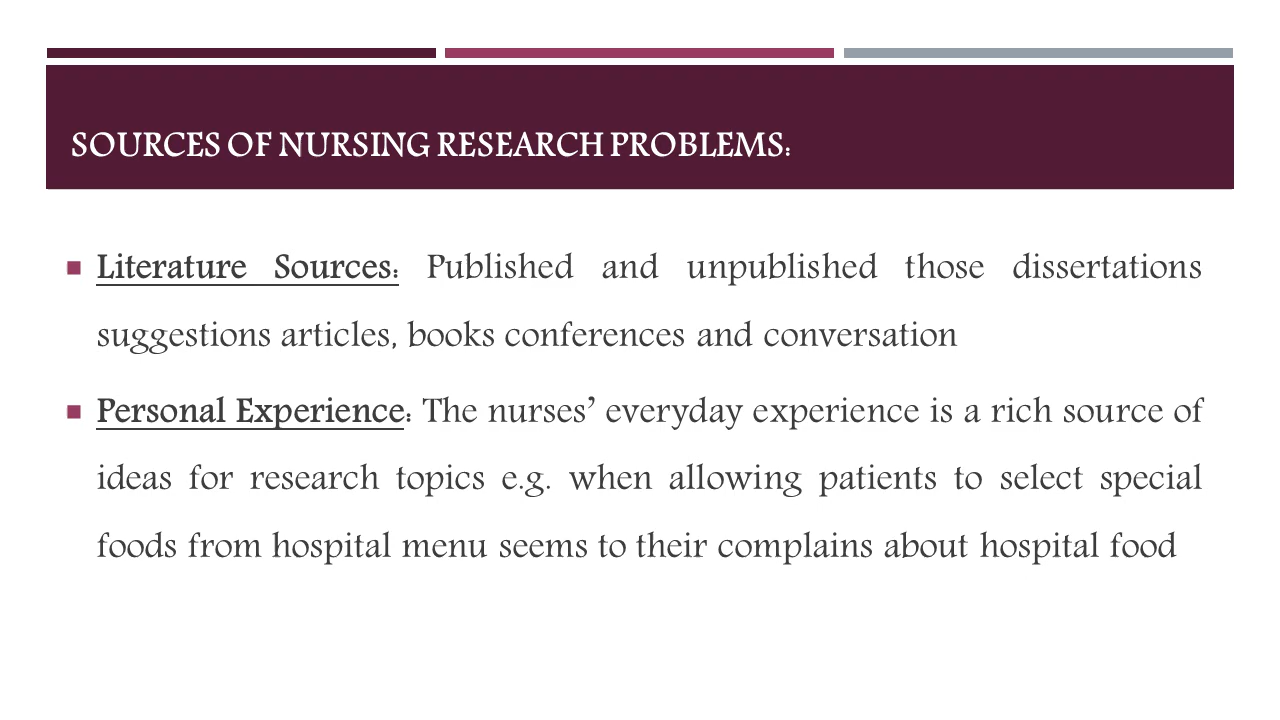 SOURCES OF NURSING RESEARCH PROBLEMS:
Literature Sources: Published and unpublished those dissertations
suggestions articles, books conferences and conversation
Personal Experience: The nurses’ everyday experience is a rich source of
ideas for research topics e.g. when allowing patients to select special
foods from hospital menu seems to their complains about hospital food